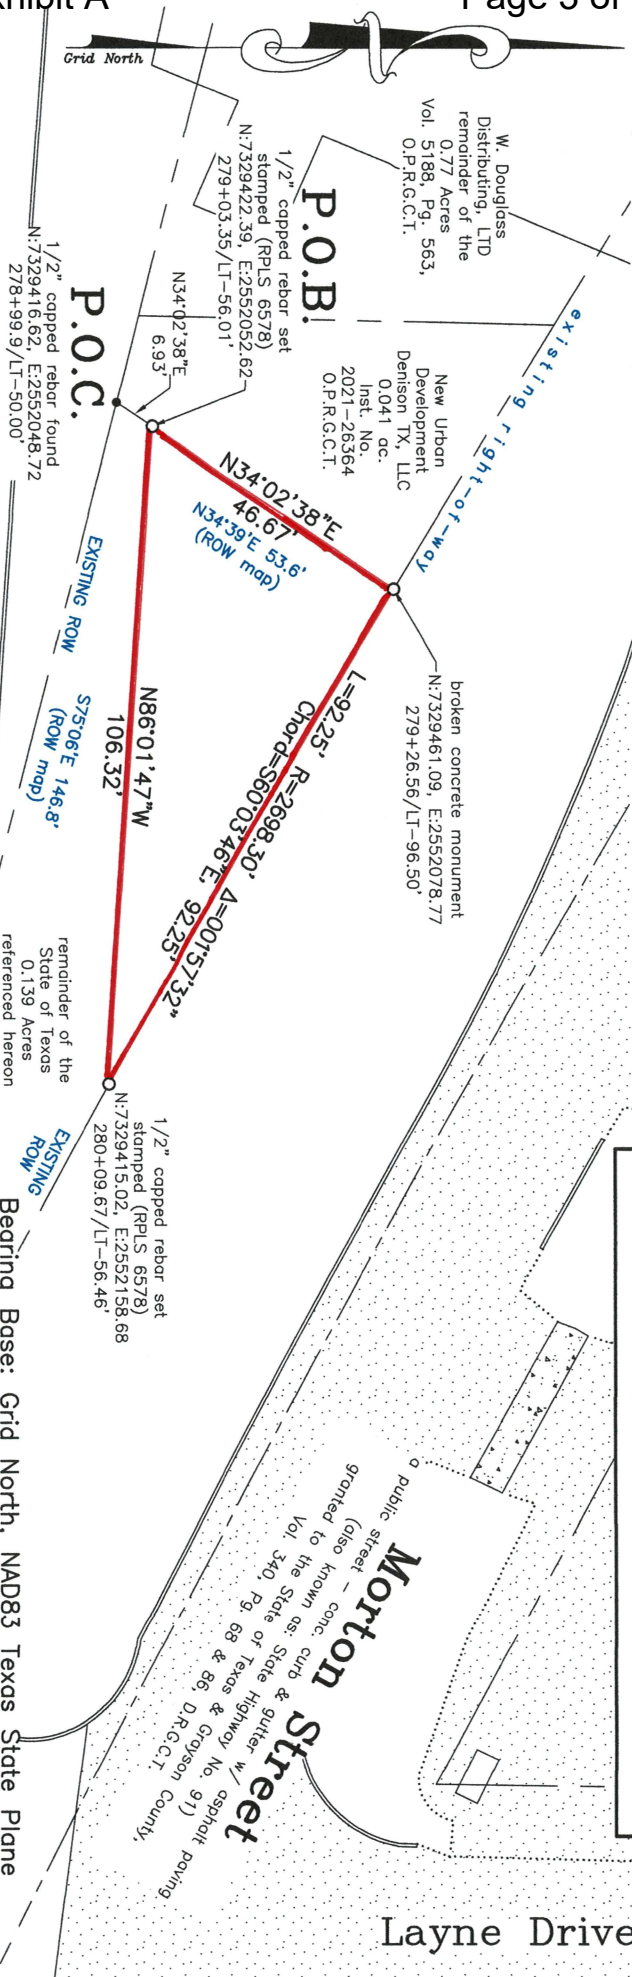 xhibit A
Page 3 of
Grid North
W. Douglass
Distributing, LTD
remainder of the
0.77 Acres
Vol. 5188, Pg. 563,
O.P.R.G.C.T.
P.O.B.
1/2" capped rebar set
stamped (RPLS 6578)
N:7329422.39, E:2552052.62
279+03.35/LT-56.01'
N34°02'38"E
6.93'
P.O.C.
1/2" capped rebar found
N:7329416.62, E:2552048.72
278+99.9/LT-50.00'
existing right-of-way
New Urban
Development
Denison TX, LLC
0.041 ac.
Inst. No.
2021-26364
O.P.R.G.C.T.
N34°02'38"E
46.67'
N34°39'E 53.6'
(ROW map)
broken concrete monument
N:7329461.09, E:2552078.77
279+26.56/LT-96.50'
L=92.25' R=2698.30' Δ=001°57'32"
Chord=S60°03'46"E, 92.25'
N86°01'47"W
106.32'
EXISTING ROW
S75°06'E 146.8'
(ROW map)
remainder of the
State of Texas
0.139 Acres
referenced hereon
1/2" capped rebar set
stamped (RPLS 6578)
N:7329415.02, E:2552158.68
280+09.67/LT-56.46'
EXISTING
ROW
Bearing Base: Grid North, NAD83 Texas State Plane
Morton Street
a public street - conc. curb & gutter w/ asphalt paving
(also known as: State Highway No. 91)
granted to the State of Texas & Grayson County,
Vol. 340, Pg. 68 & 86, D.R.G.C.T.
Layne Drive